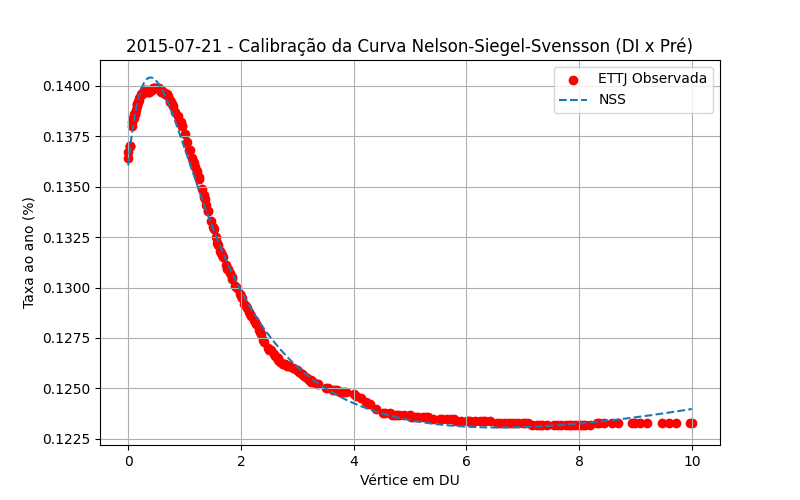 2015-07-21 - Calibração da Curva Nelson-Siegel-Svensson (DI x Pré)
ETTJ Observada
NSS
Taxa ao ano (%)
0.1400
0.1375
0.1350
0.1325
0.1300
0.1275
0.1250
0.1225
0 2 4 6 8 10
Vértice em DU